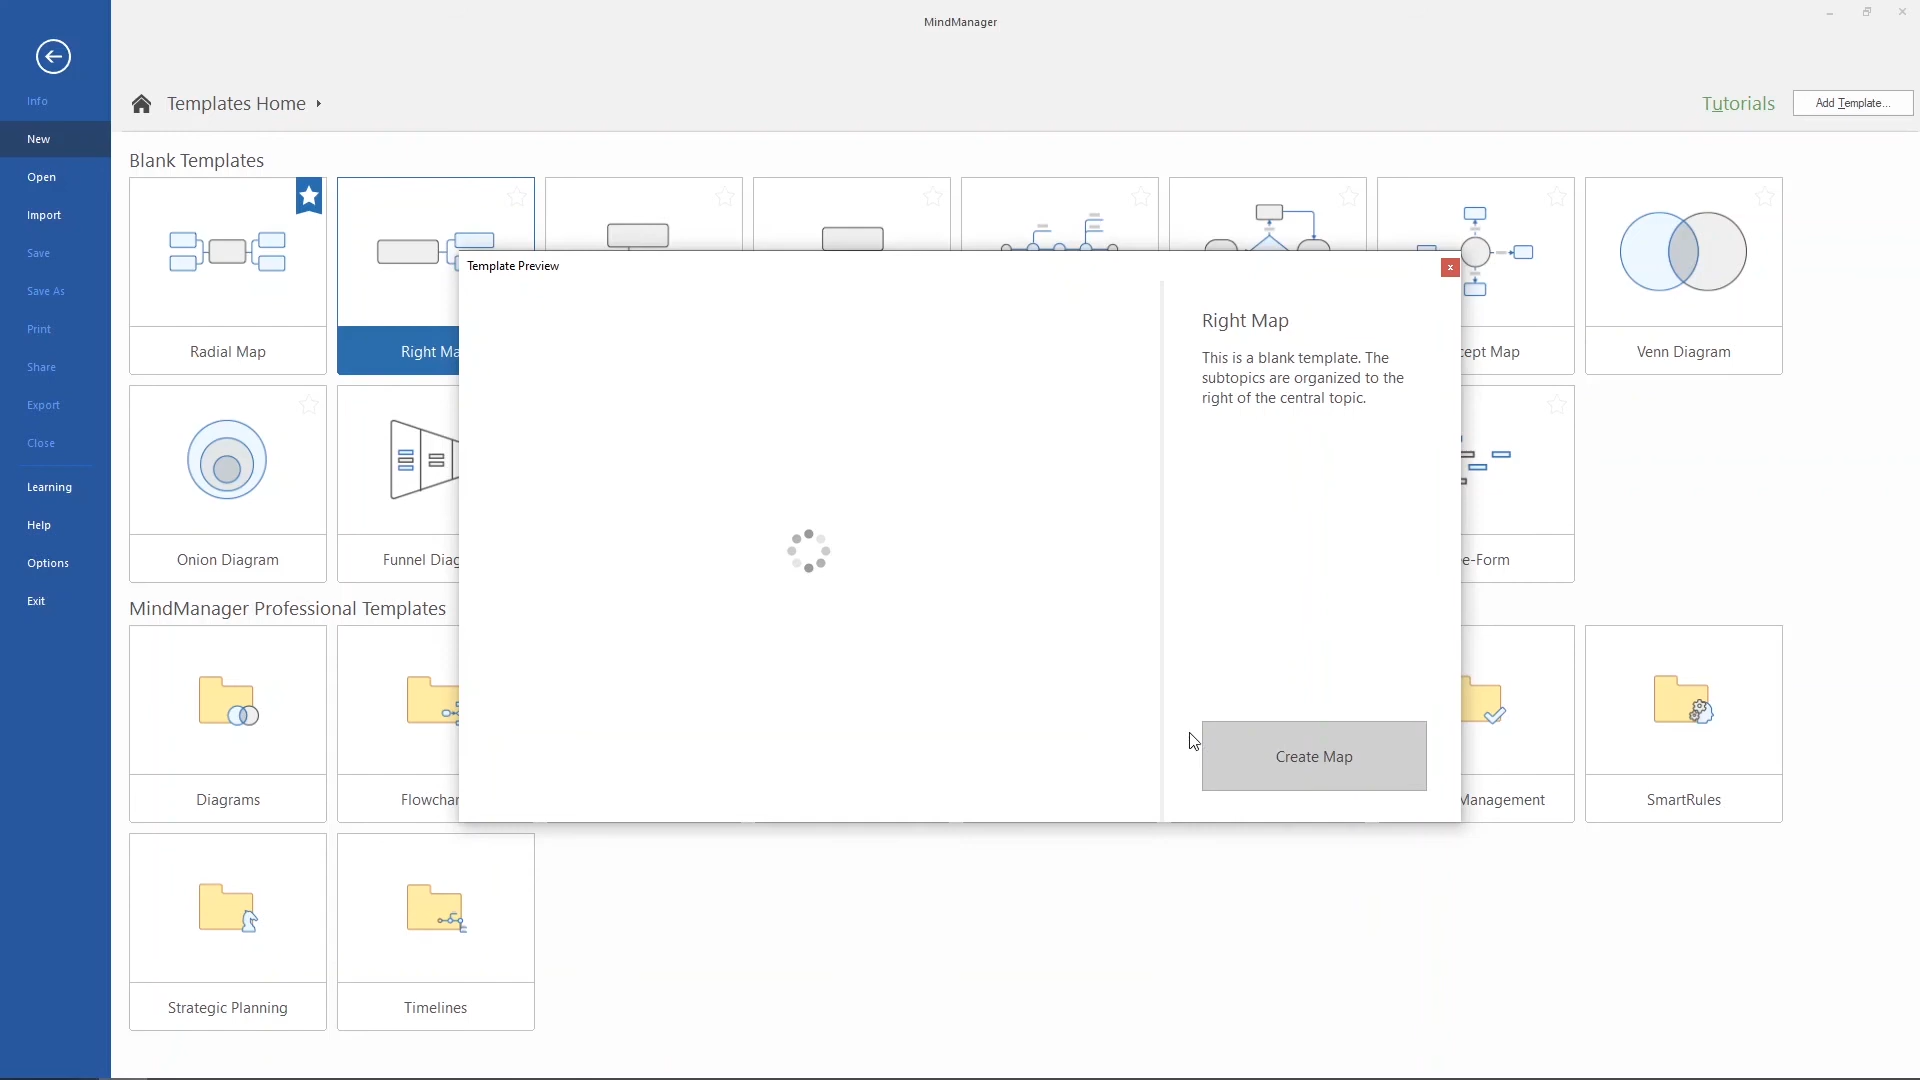 MindManager
Info
New
Open
Import
Save
Save As
Print
Share
Export
Close
Learning
Help
Options
Exit
Templates Home
Tutorials
Add Template...
Blank Templates
Radial Map
Right Ma
cept Map
Venn Diagram
Template Preview
x
Right Map
This is a blank template. The
subtopics are organized to the
right of the central topic.
Create Map
Onion Diagram
Funnel Diag
e-Form
MindManager Professional Templates
Diagrams
Flowchar
Management
SmartRules
Strategic Planning
Timelines